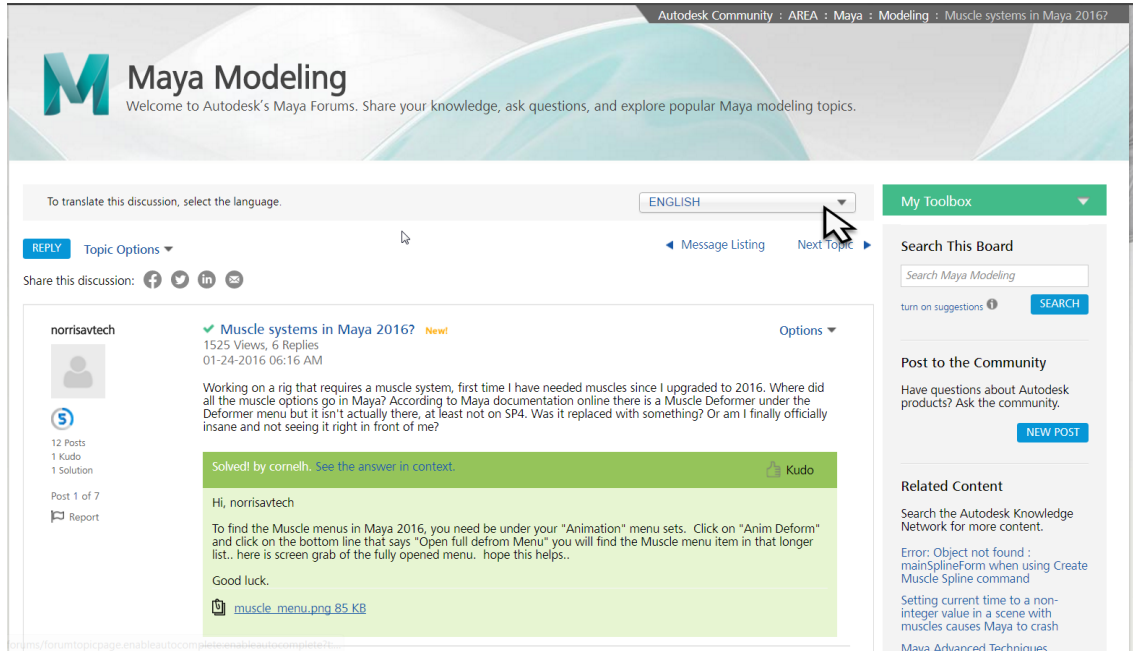 Autodesk Community : AREA : Maya : Modeling : Muscle systems in Maya 2016?
Maya Modeling
Welcome to Autodesk's Maya Forums. Share your knowledge, ask questions, and explore popular Maya modeling topics.
To translate this discussion, select the language.
ENGLISH
My Toolbox
REPLY
Topic Options
Message Listing
Next Topic
Share this discussion:
norrisavtech
5
12 Posts
1 Kudo
1 Solution
Post 1 of 7
Report
Muscle systems in Maya 2016? New!
Options
1525 Views, 6 Replies
01-24-2016 06:16 AM
Working on a rig that requires a muscle system, first time I have needed muscles since I upgraded to 2016. Where did
all the muscle options go in Maya? According to Maya documentation online there is a Muscle Deformer under the
Deformer menu but it isn't actually there, at least not on SP4. Was it replaced with something? Or am I finally officially
insane and not seeing it right in front of me?
Solved! by cornelh. See the answer in context.
Kudo
Hi, norrisavtech
To find the Muscle menus in Maya 2016, you need be under your "Animation" menu sets. Click on "Anim Deform"
and click on the bottom line that says "Open full defrom Menu" you will find the Muscle menu item in that longer
list.. here is screen grab of the fully opened menu. hope this helps..
Good luck.
muscle_menu.png 85 KB
Search This Board
Search Maya Modeling
turn on suggestions
SEARCH
Post to the Community
Have questions about Autodesk
products? Ask the community.
NEW POST
Related Content
Search the Autodesk Knowledge
Network for more content.
Error: Object not found :
mainSplineForm when using Create
Muscle Spline command
Setting current time to a non-
integer value in a scene with
muscles causes Maya to crash
Maya Advanced Techniques